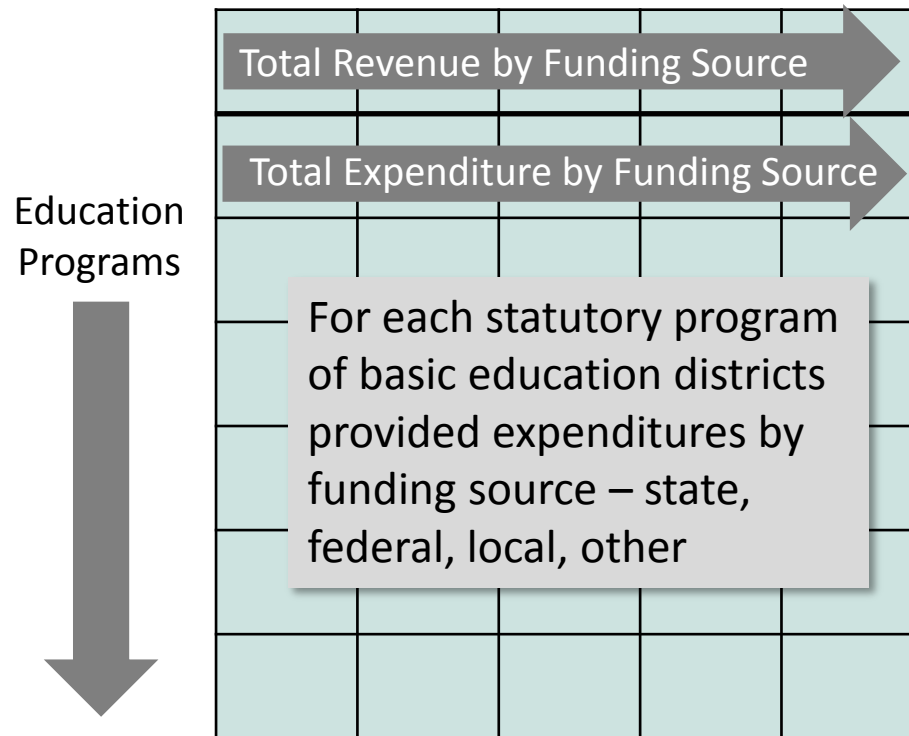 Total Revenue by Funding Source
Total Expenditure by Funding Source
Education
Programs
For each statutory program
of basic education districts
provided expenditures by
funding source – state,
federal, local, other